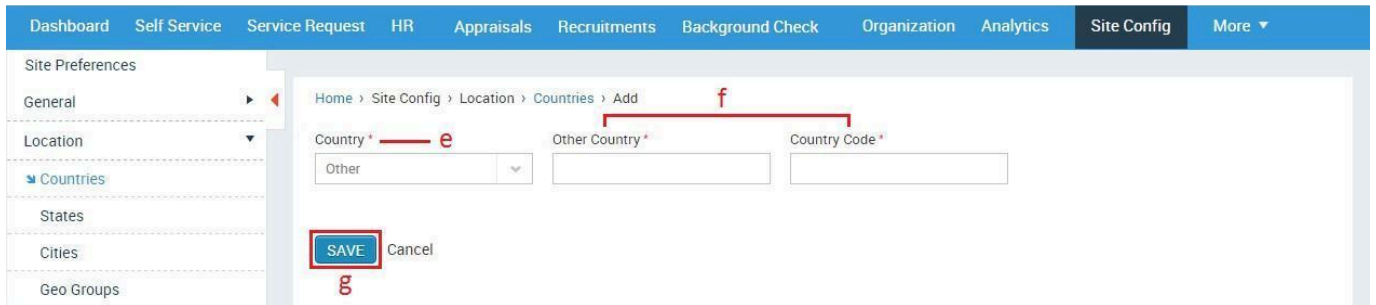 Dashboard Self Service Service Request HR Appraisals Recruitments Background Check Organization Analytics Site Config More ▼
Site Preferences
General
Location
Countries
States
Cities
Geo Groups
Home › Site Config › Location › Countries › Add
f
Country * e Other Country * Country Code *
Other
SAVE Cancel
g